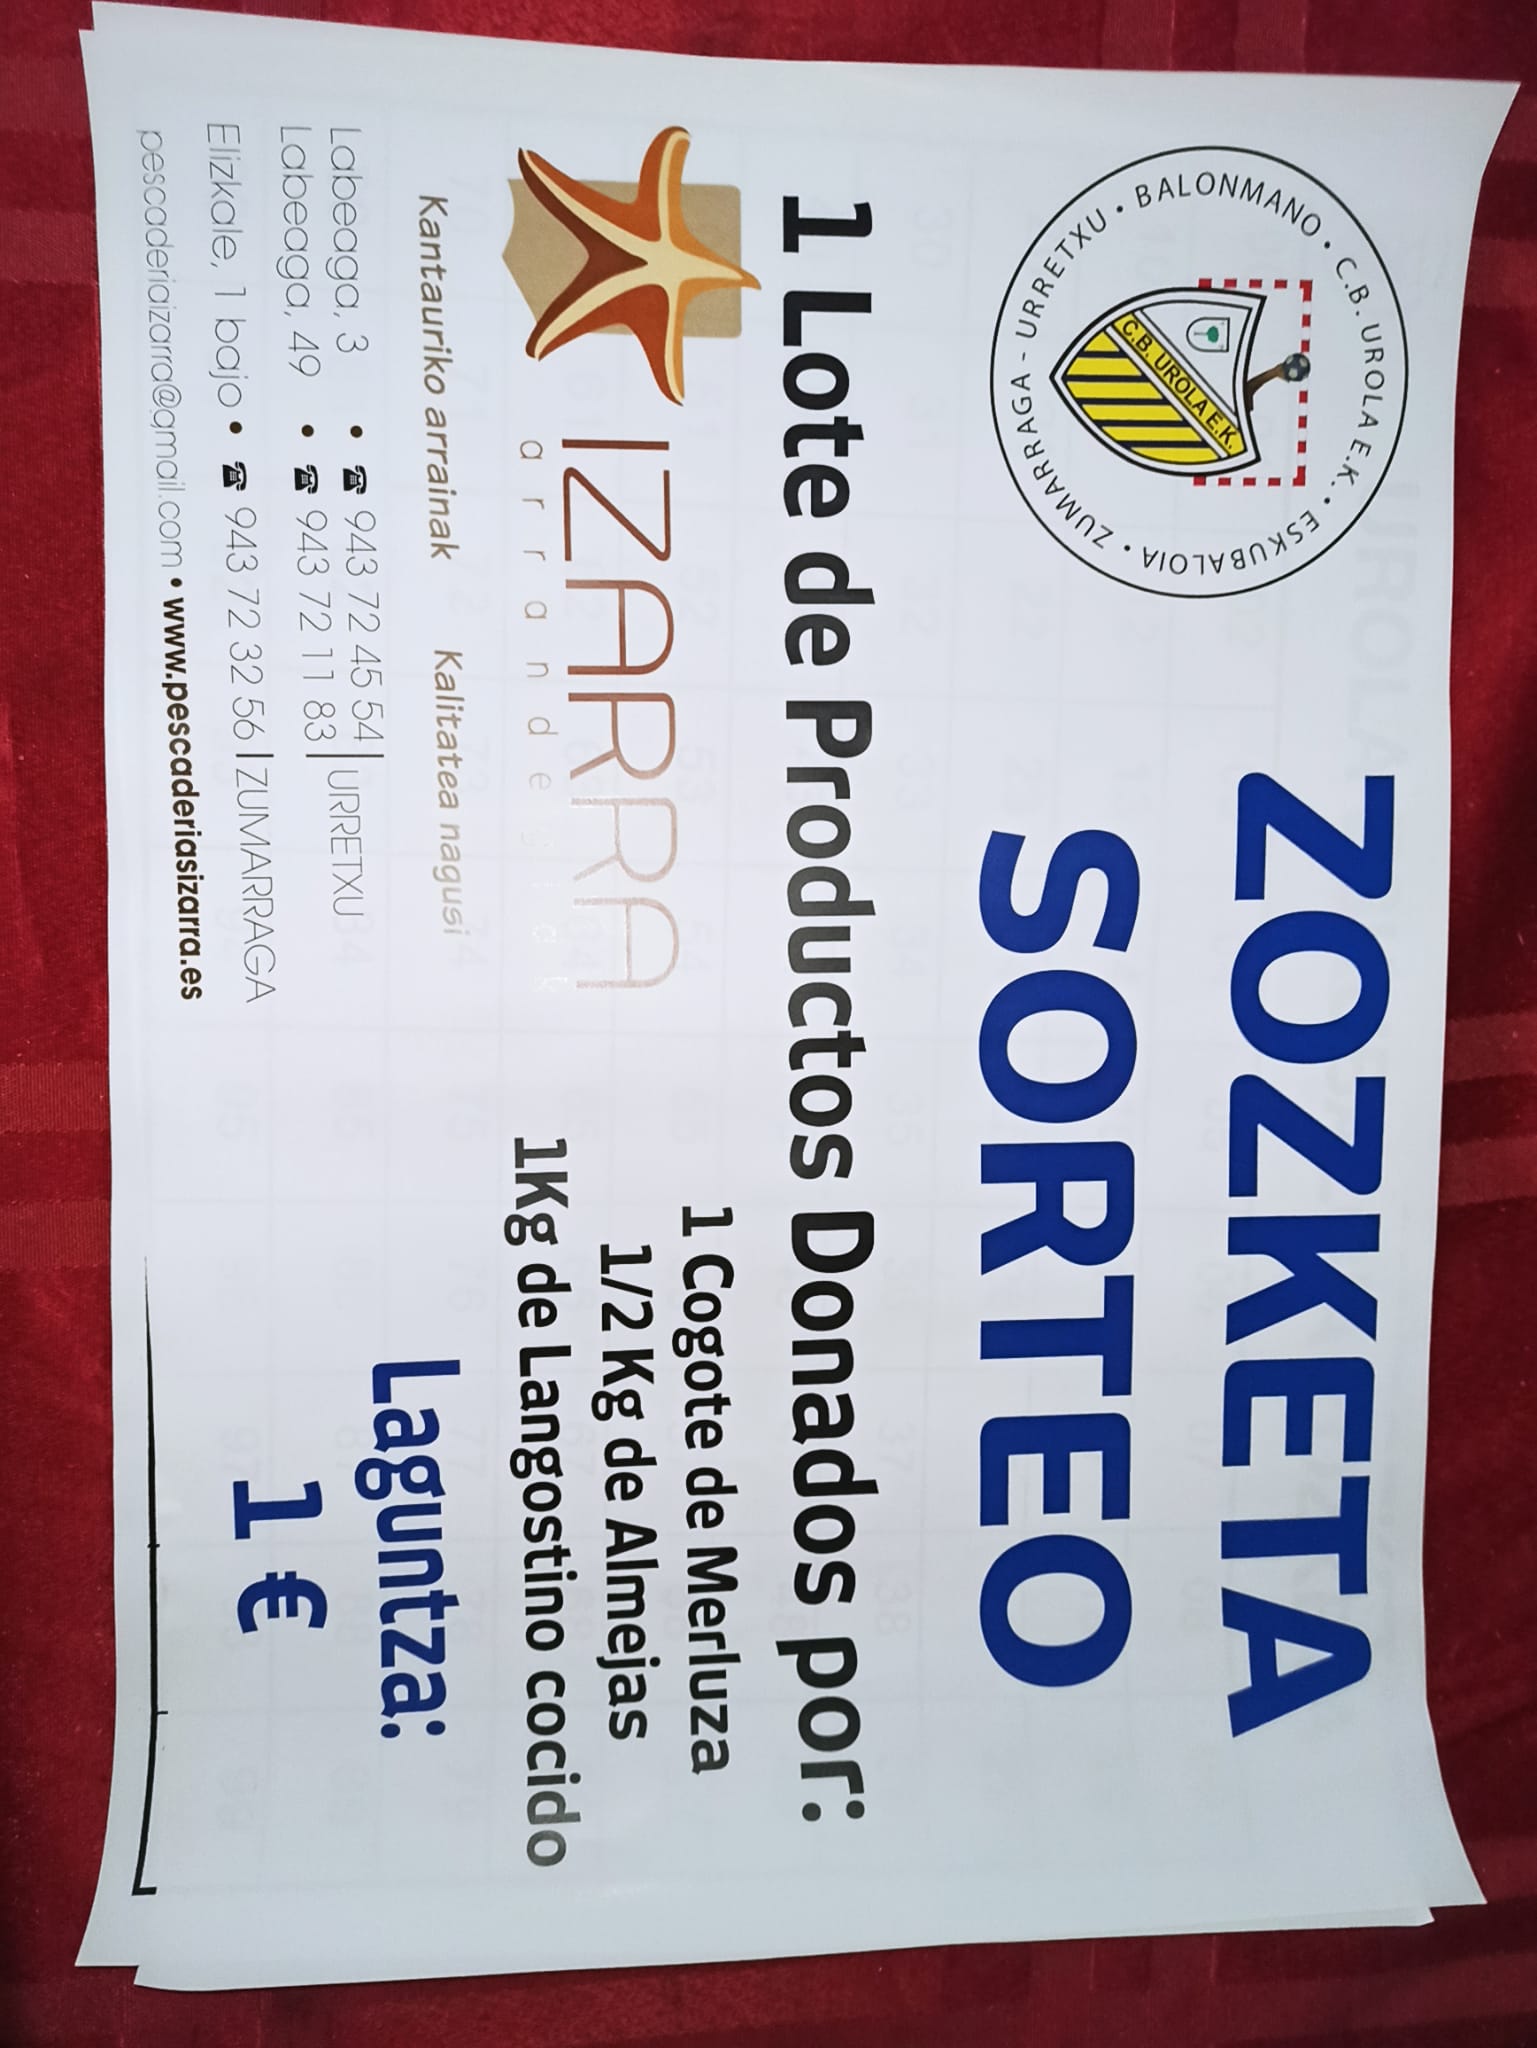 BALONMANO • C.B. UROLA E.K. • ESKUBALOIA • ZUMARRAGA - URRETXU •
C.B. UROLA E.K.
ZOZKETA
SORTEO
1 Lote de Productos Donados por:
IZARRA
arrandegiak
Kantauriko arrainak Kalitatea nagusi
Labeaga, 3 • ☎ 943 72 45 54 |
Labeaga, 49 • ☎ 943 72 11 83 | URRETXU
Elizkale, 1 bajo • ☎ 943 72 32 56 | ZUMARRAGA
pescaderiaizarra@gmail.com • www.pescaderiasizarra.es
1 Cogote de Merluza
1/2 Kg de Almejas
1Kg de Langostino cocido
Laguntza:
1 €